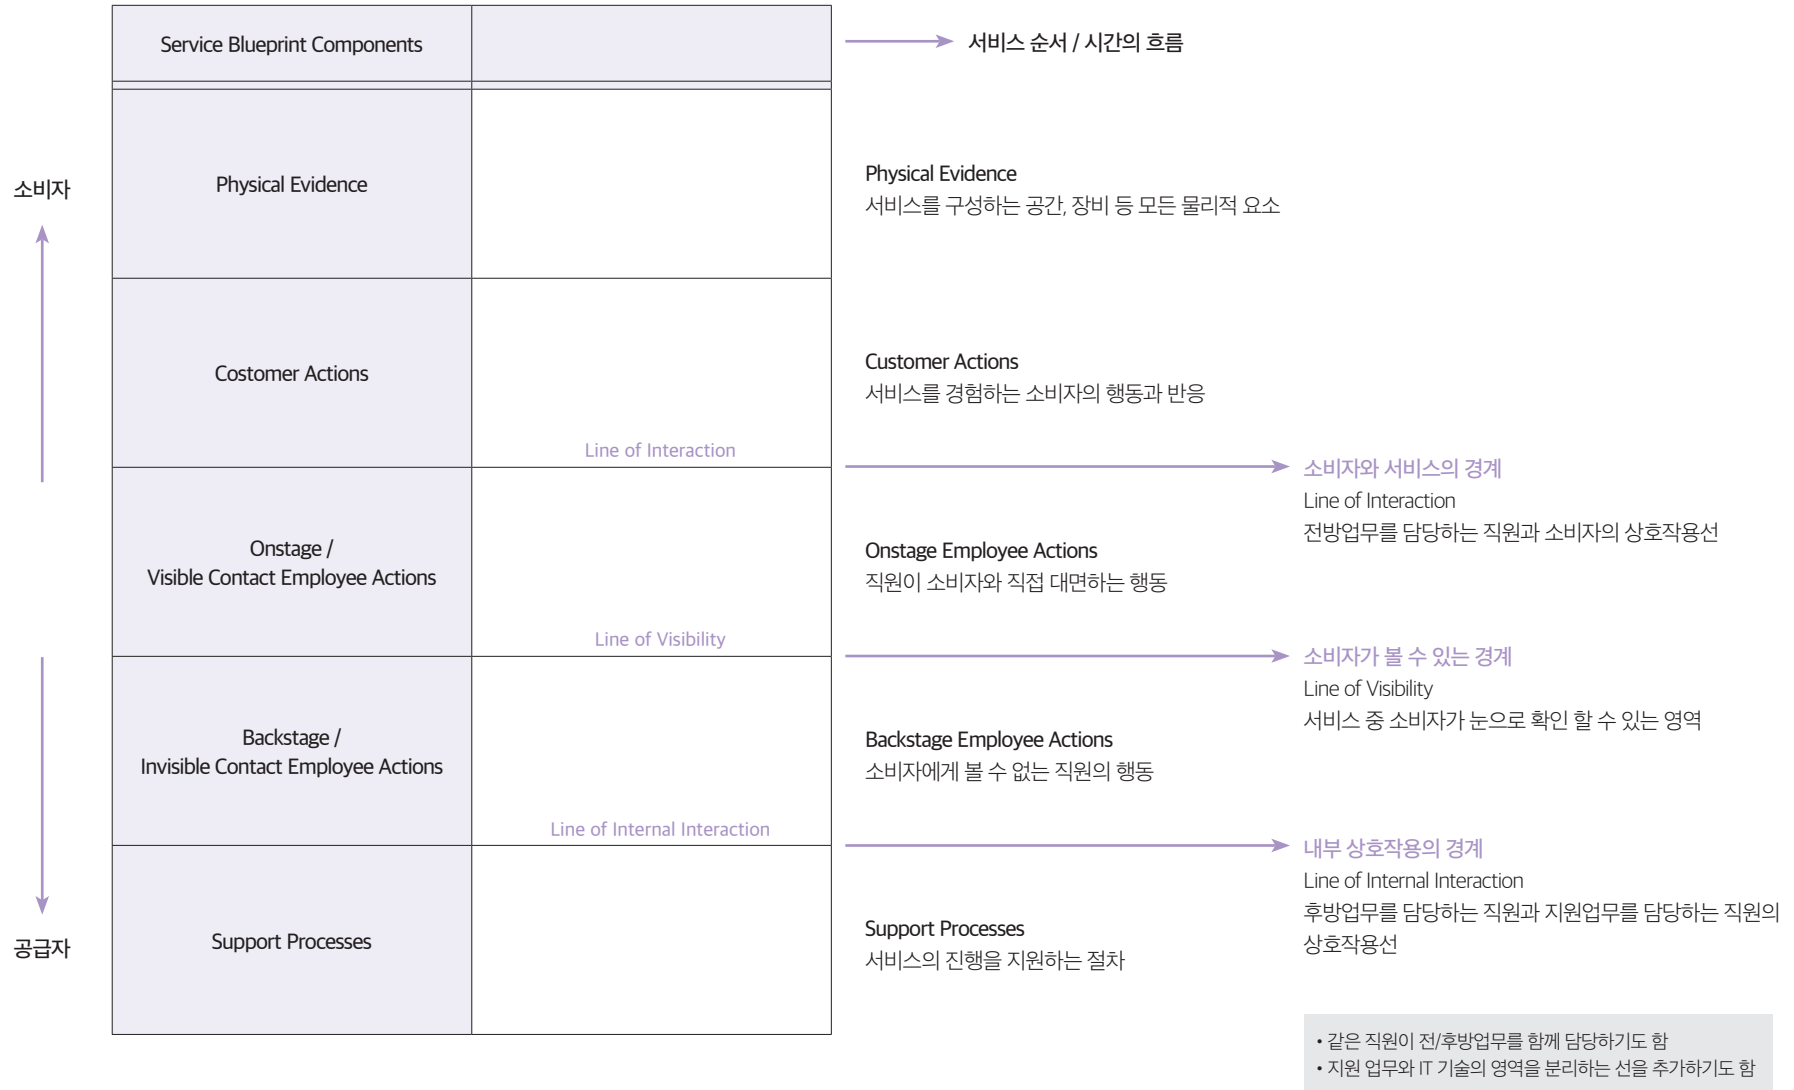 Service Blueprint Components
서비스 순서 / 시간의 흐름
소비자
공급자
Physical Evidence
Physical Evidence
서비스를 구성하는 공간, 장비 등 모든 물리적 요소
Costomer Actions
Customer Actions
서비스를 경험하는 소비자의 행동과 반응
Line of Interaction
소비자와 서비스의 경계
Line of Interaction
전방업무를 담당하는 직원과 소비자의 상호작용선
Onstage /
Visible Contact Employee Actions
Onstage Employee Actions
직원이 소비자와 직접 대면하는 행동
Line of Visibility
소비자가 볼 수 있는 경계
Line of Visibility
서비스 중 소비자가 눈으로 확인 할 수 있는 영역
Backstage /
Invisible Contact Employee Actions
Backstage Employee Actions
소비자에게 볼 수 없는 직원의 행동
Line of Internal Interaction
내부 상호작용의 경계
Line of Internal Interaction
후방업무를 담당하는 직원과 지원업무를 담당하는 직원의
상호작용선
Support Processes
Support Processes
서비스의 진행을 지원하는 절차
• 같은 직원이 전/후방업무를 함께 담당하기도 함
• 지원 업무와 IT 기술의 영역을 분리하는 선을 추가하기도 함